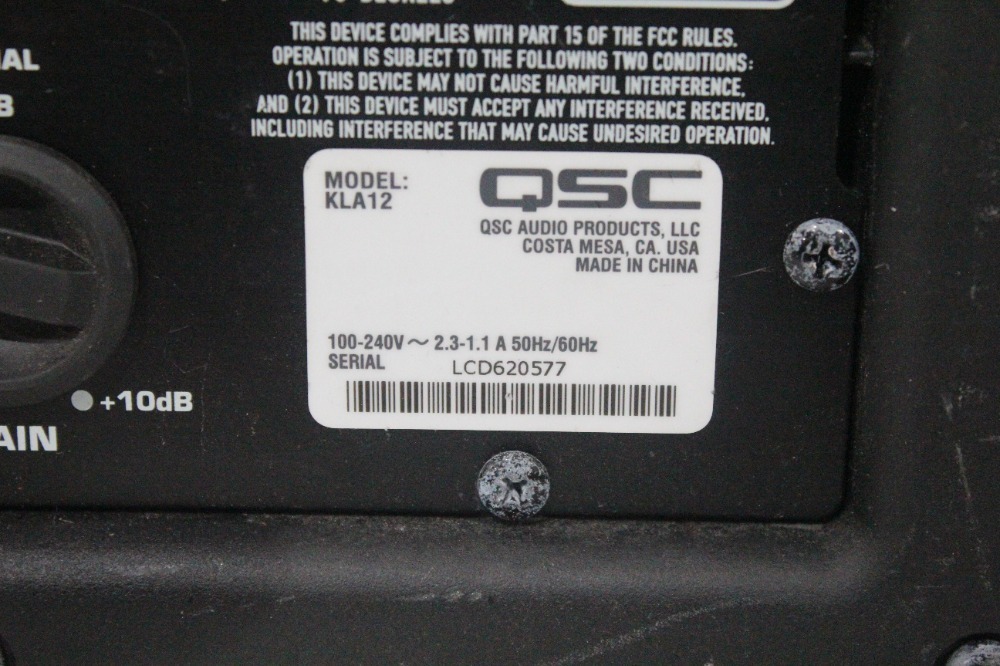 THIS DEVICE COMPLIES WITH PART 15 OF THE FCC RULES.
OPERATION IS SUBJECT TO THE FOLLOWING TWO CONDITIONS:
(1) THIS DEVICE MAY NOT CAUSE HARMFUL INTERFERENCE,
AND (2) THIS DEVICE MUST ACCEPT ANY INTERFERENCE RECEIVED,
INCLUDING INTERFERENCE THAT MAY CAUSE UNDESIRED OPERATION.
MODEL:
KLA12
QSC
QSC AUDIO PRODUCTS, LLC
COSTA MESA, CA. USA
MADE IN CHINA
100-240V ~ 2.3-1.1 A 50Hz/60Hz
SERIAL LCD620577
+10dB